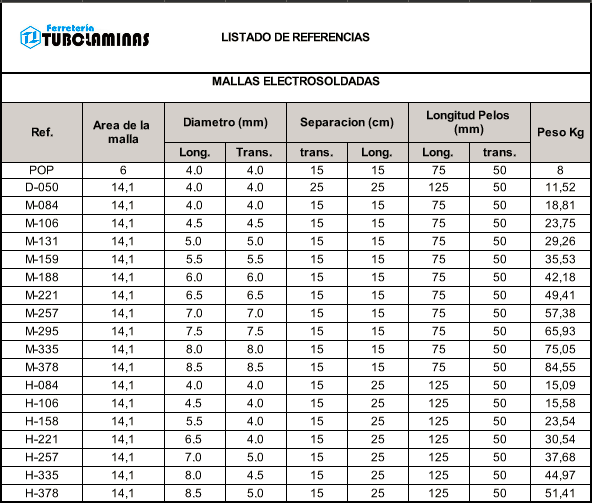 Ferretería
TUBOLAMINAS
LISTADO DE REFERENCIAS
MALLAS ELECTROSOLDADAS
Ref. Area de la malla Diametro (mm) Separacion (cm) Longitud Pelos (mm) Peso Kg
Long. Trans. trans. Long. Long. trans.
POP 6 4.0 4.0 15 15 75 50 8
D-050 14,1 4.0 4.0 25 25 125 50 11,52
M-084 14,1 4.0 4.0 15 15 75 50 18,81
M-106 14,1 4.5 4.5 15 15 75 50 23,75
M-131 14,1 5.0 5.0 15 15 75 50 29,26
M-159 14,1 5.5 5.5 15 15 75 50 35,53
M-188 14,1 6.0 6.0 15 15 75 50 42,18
M-221 14,1 6.5 6.5 15 15 75 50 49,41
M-257 14,1 7.0 7.0 15 15 75 50 57,38
M-295 14,1 7.5 7.5 15 15 75 50 65,93
M-335 14,1 8.0 8.0 15 15 75 50 75,05
M-378 14,1 8.5 8.5 15 15 75 50 84,55
H-084 14,1 4.0 4.0 15 25 125 50 15,09
H-106 14,1 4.5 4.0 15 25 125 50 15,58
H-158 14,1 5.5 4.0 15 25 125 50 23,54
H-221 14,1 6.5 4.0 15 25 125 50 30,54
H-257 14,1 7.0 5.0 15 25 125 50 37,68
H-335 14,1 8.0 4.5 15 25 125 50 44,97
H-378 14,1 8.5 5.0 15 25 125 50 51,41